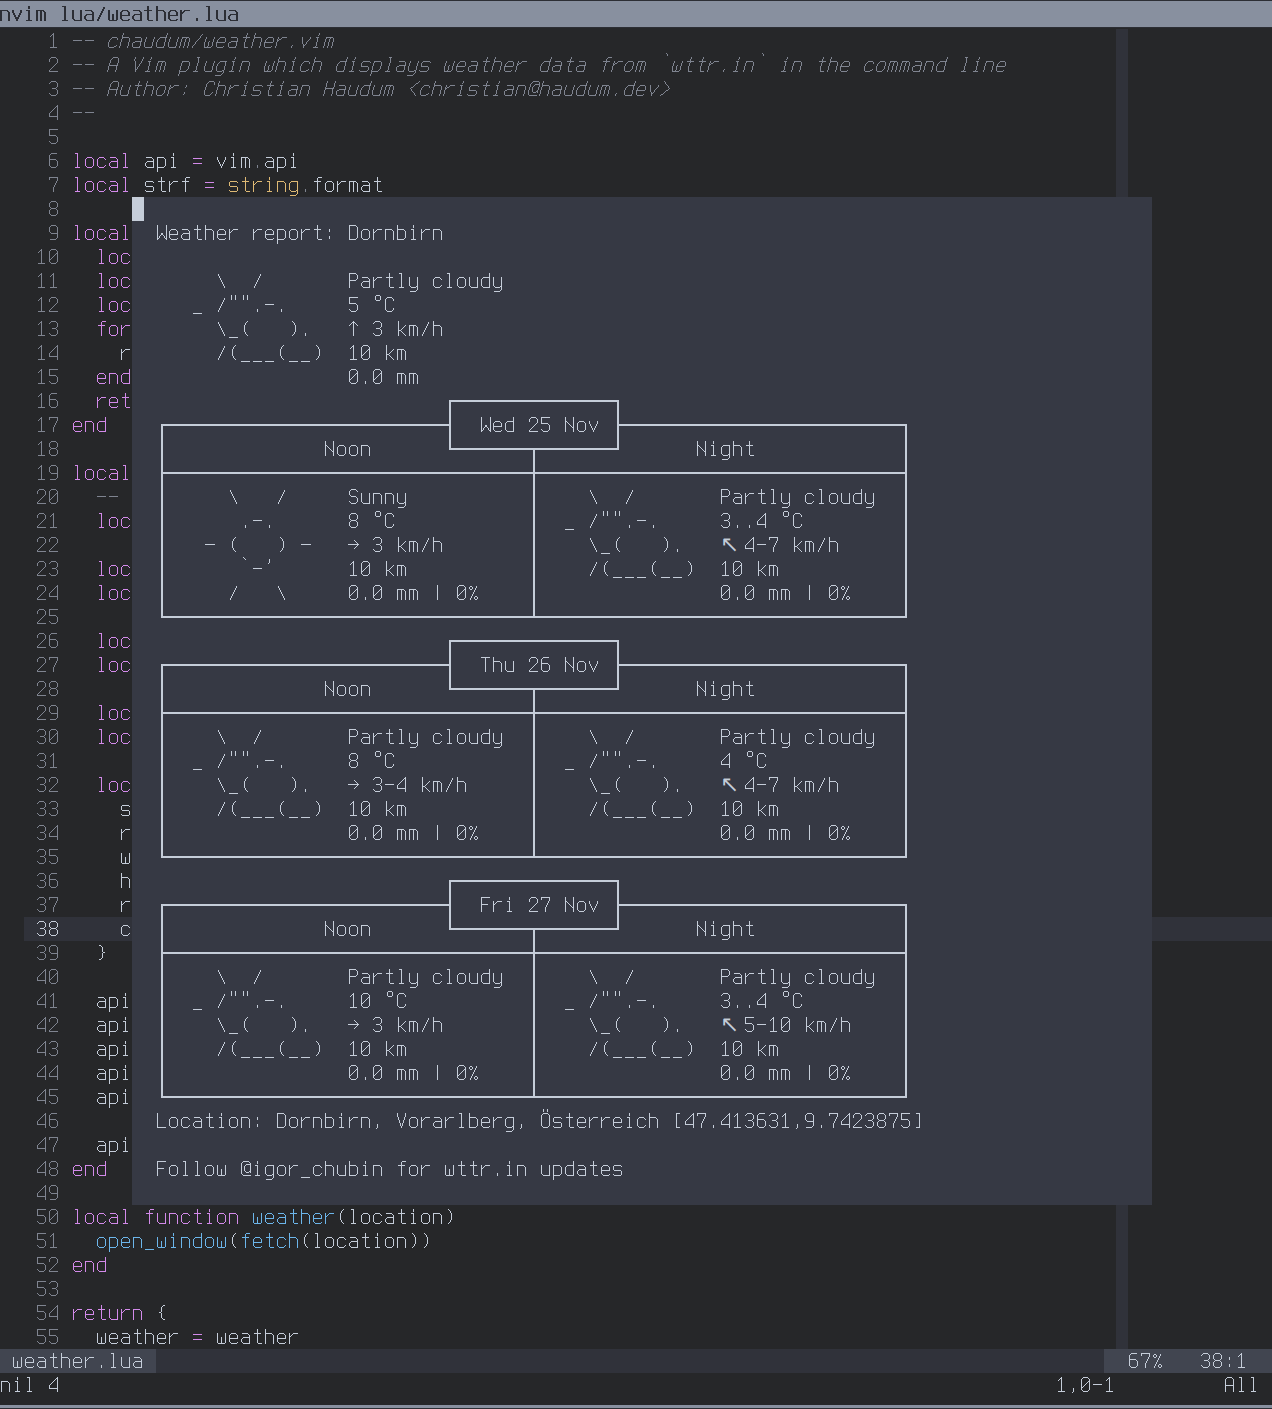 nvim lua/weather.lua
1 -- chaudum/weather.vim
2 -- A Vim plugin which displays weather data from `wttr.in` in the command line
3 -- Author: Christian Haudum <christian@haudum.dev>
4 --
5
6 local api = vim.api
7 local strf = string.format
8
9 local Weather report: Dornbirn
10 loc
11 loc \ / Partly cloudy
12 loc _ /"".-. 5 °C
13 for \_( ). ↑ 3 km/h
14 r /(___(__) 10 km
15 end 0.0 mm
16 ret
17 end Wed 25 Nov
18 Noon Night
19 local
20 -- \ / Sunny \ / Partly cloudy
21 loc .-. 8 °C _ /"".-. 3..4 °C
22 - ( ) - → 3 km/h \_( ). ↖ 4-7 km/h
23 loc `-' 10 km /(___(__) 10 km
24 loc / \ 0.0 mm | 0% 0.0 mm | 0%
25
26 loc
27 loc Thu 26 Nov
28 Noon Night
29 loc
30 loc \ / Partly cloudy \ / Partly cloudy
31 _ /"".-. 8 °C _ /"".-. 4 °C
32 loc \_( ). → 3-4 km/h \_( ). ↖ 4-7 km/h
33 s /(___(__) 10 km /(___(__) 10 km
34 r 0.0 mm | 0% 0.0 mm | 0%
35 w
36 h
37 r Fri 27 Nov
38 c Noon Night
39 }
40 \ / Partly cloudy \ / Partly cloudy
41 api _ /"".-. 10 °C _ /"".-. 3..4 °C
42 api \_( ). → 3 km/h \_( ). ↖ 5-10 km/h
43 api /(___(__) 10 km /(___(__) 10 km
44 api 0.0 mm | 0% 0.0 mm | 0%
45 api
46 Location: Dornbirn, Vorarlberg, Österreich [47.413631,9.7423875]
47 api
48 end Follow @igor_chubin for wttr.in updates
49
50 local function weather(location)
51 open_window(fetch(location))
52 end
53
54 return {
55 weather = weather
weather.lua 67% 38:1
nil 4 1,0-1 All